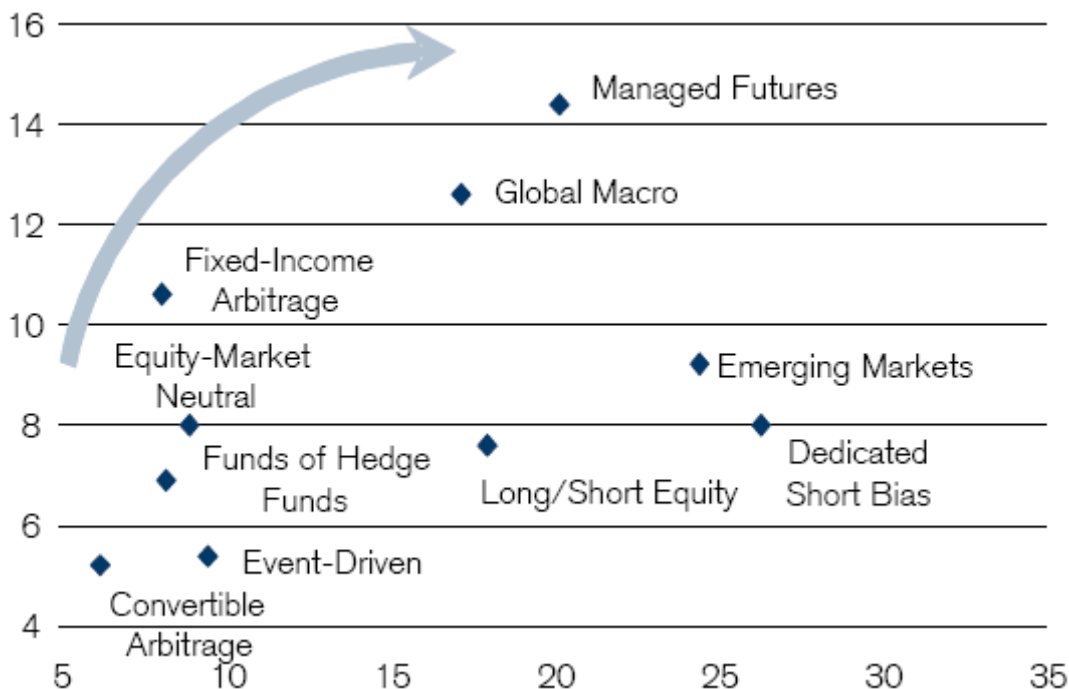 16
Managed Futures
14
Global Macro
12
Fixed-Income
Arbitrage
10
Equity-Market
Neutral
Emerging Markets
8
Funds of Hedge
Funds
Long/Short Equity
Dedicated
Short Bias
6
Event-Driven
Convertible
Arbitrage
4
5 10 15 20 25 30 35